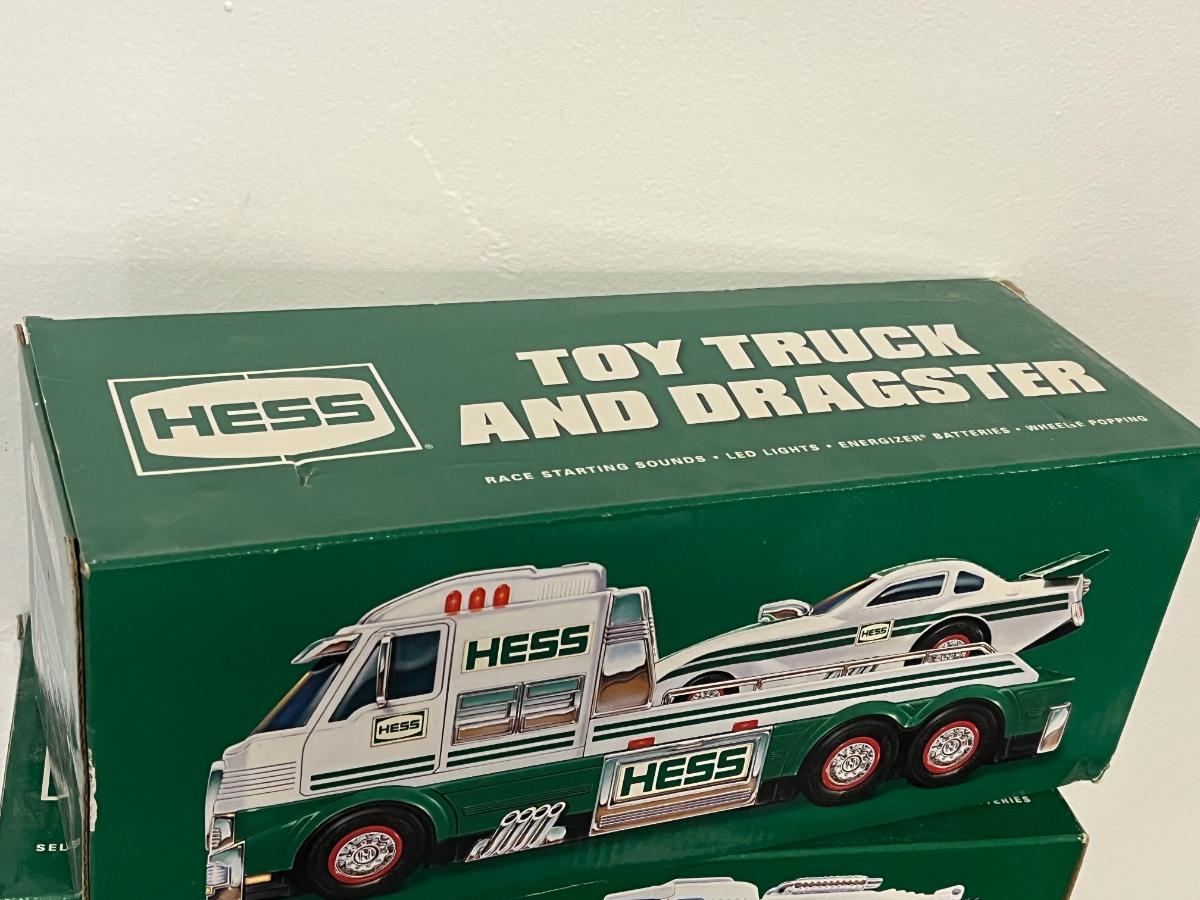 HESS®
TOY TRUCK
AND DRAGSTER
RACE STARTING SOUNDS • LED LIGHTS • ENERGIZER® BATTERIES • WHEELIE POPPING
HESS
HESS
HESS
HESS